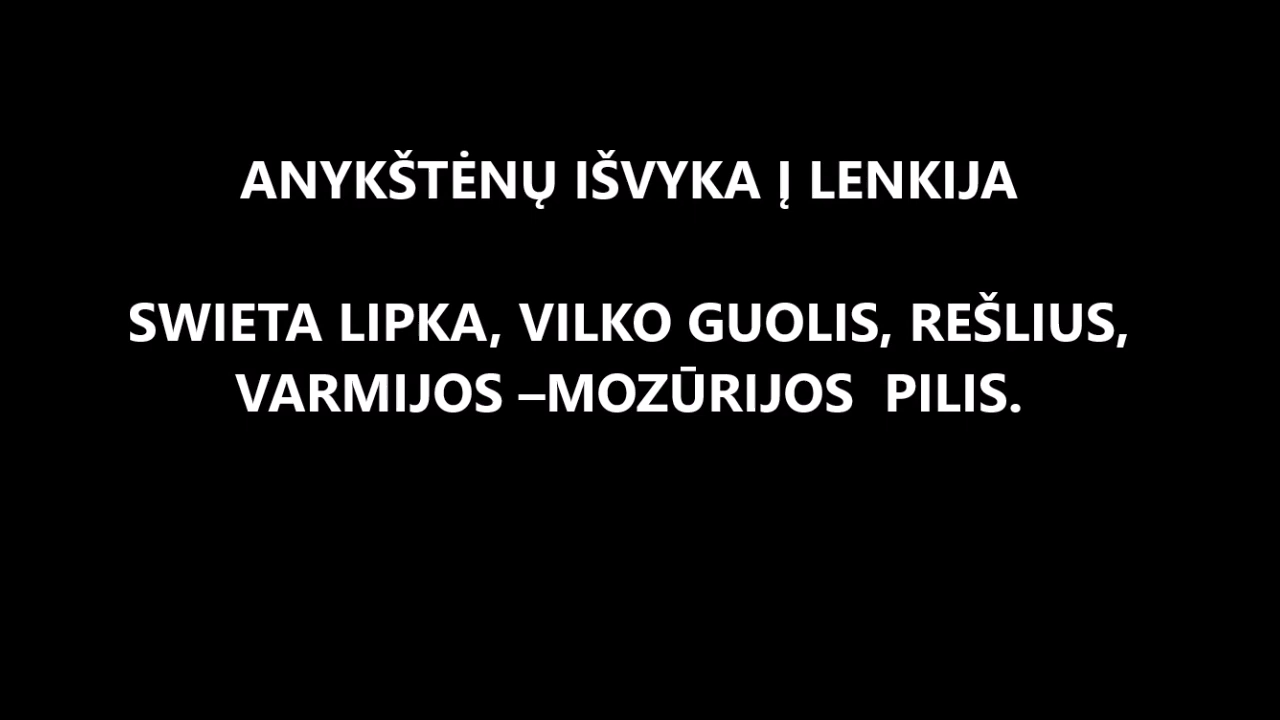 ANYKŠTĖNŲ IŠVYKA Į LENKIJA
SWIETA LIPKA, VILKO GUOLIS, REŠLIUS,
VARMIJOS –MOZŪRIJOS  PILIS.